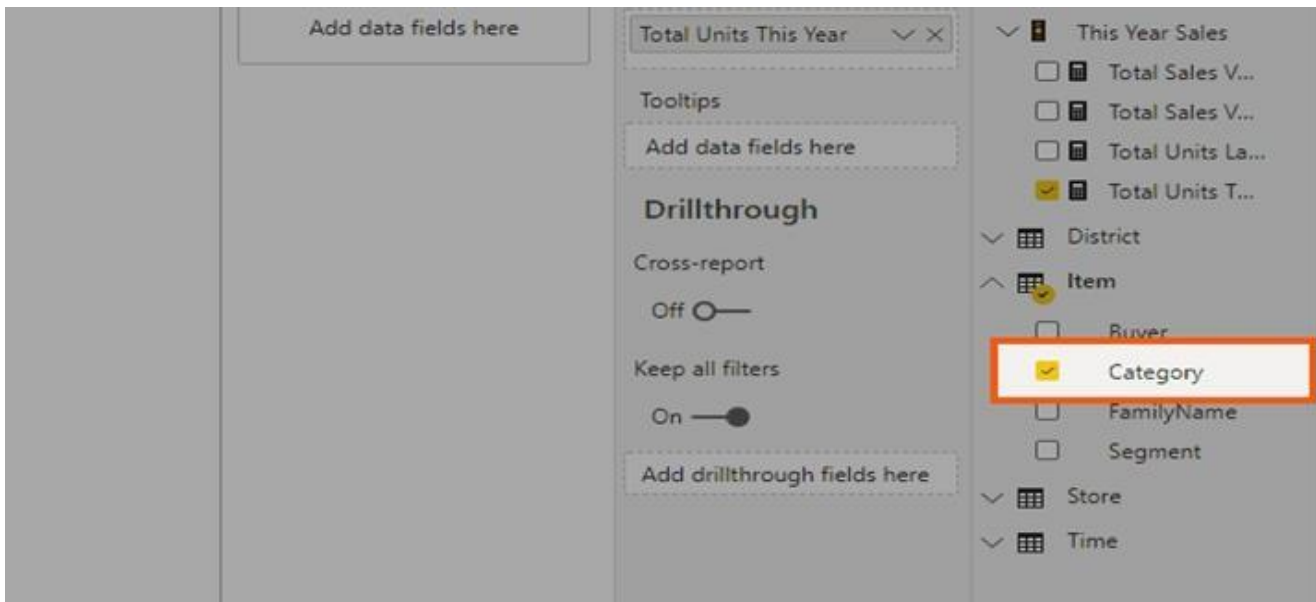 Add data fields here
Total Units This Year
Tooltips
Add data fields here
Drillthrough
Cross-report
Off
Keep all filters
On
Add drillthrough fields here
This Year Sales
Total Sales V...
Total Sales V...
Total Units La...
Total Units T...
District
Item
Buyer
Category
FamilyName
Segment
Store
Time